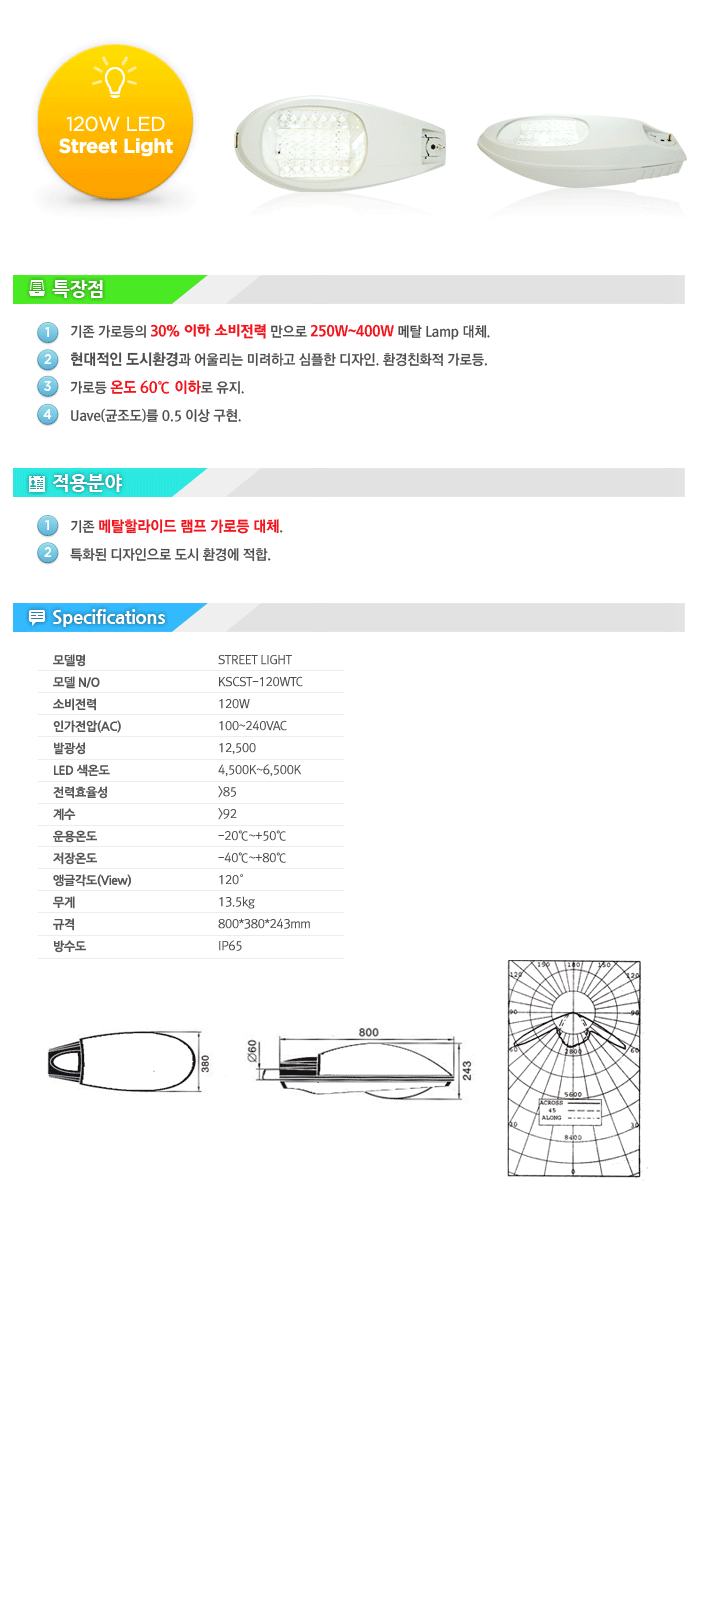 120W LED
Street Light
특장점
1 기존 가로등의 30% 이하 소비전력 만으로 250W~400W 메탈 Lamp 대체.
2 현대적인 도시환경과 어울리는 미려하고 심플한 디자인. 환경친화적 가로등.
3 가로등 온도 60℃ 이하로 유지.
4 Uave(균조도)를 0.5 이상 구현.
적용분야
1 기존 메탈할라이드 램프 가로등 대체.
2 특화된 디자인으로 도시 환경에 적합.
Specifications
모델명 STREET LIGHT
모델 N/O KSCST-120WTC
소비전력 120W
인가전압(AC) 100~240VAC
발광성 12,500
LED 색온도 4,500K~6,500K
전력효율성 >85
계수 >92
운용온도 -20℃~+50℃
저장온도 -40℃~+80℃
앵글각도(View) 120°
무게 13.5kg
규격 800*380*243mm
방수도 IP65
380
Ø60
800
243
150 180 150
120 120
90 90
60 60
2800
5600
ACROSS
45
ALONG
30 30
8400
0